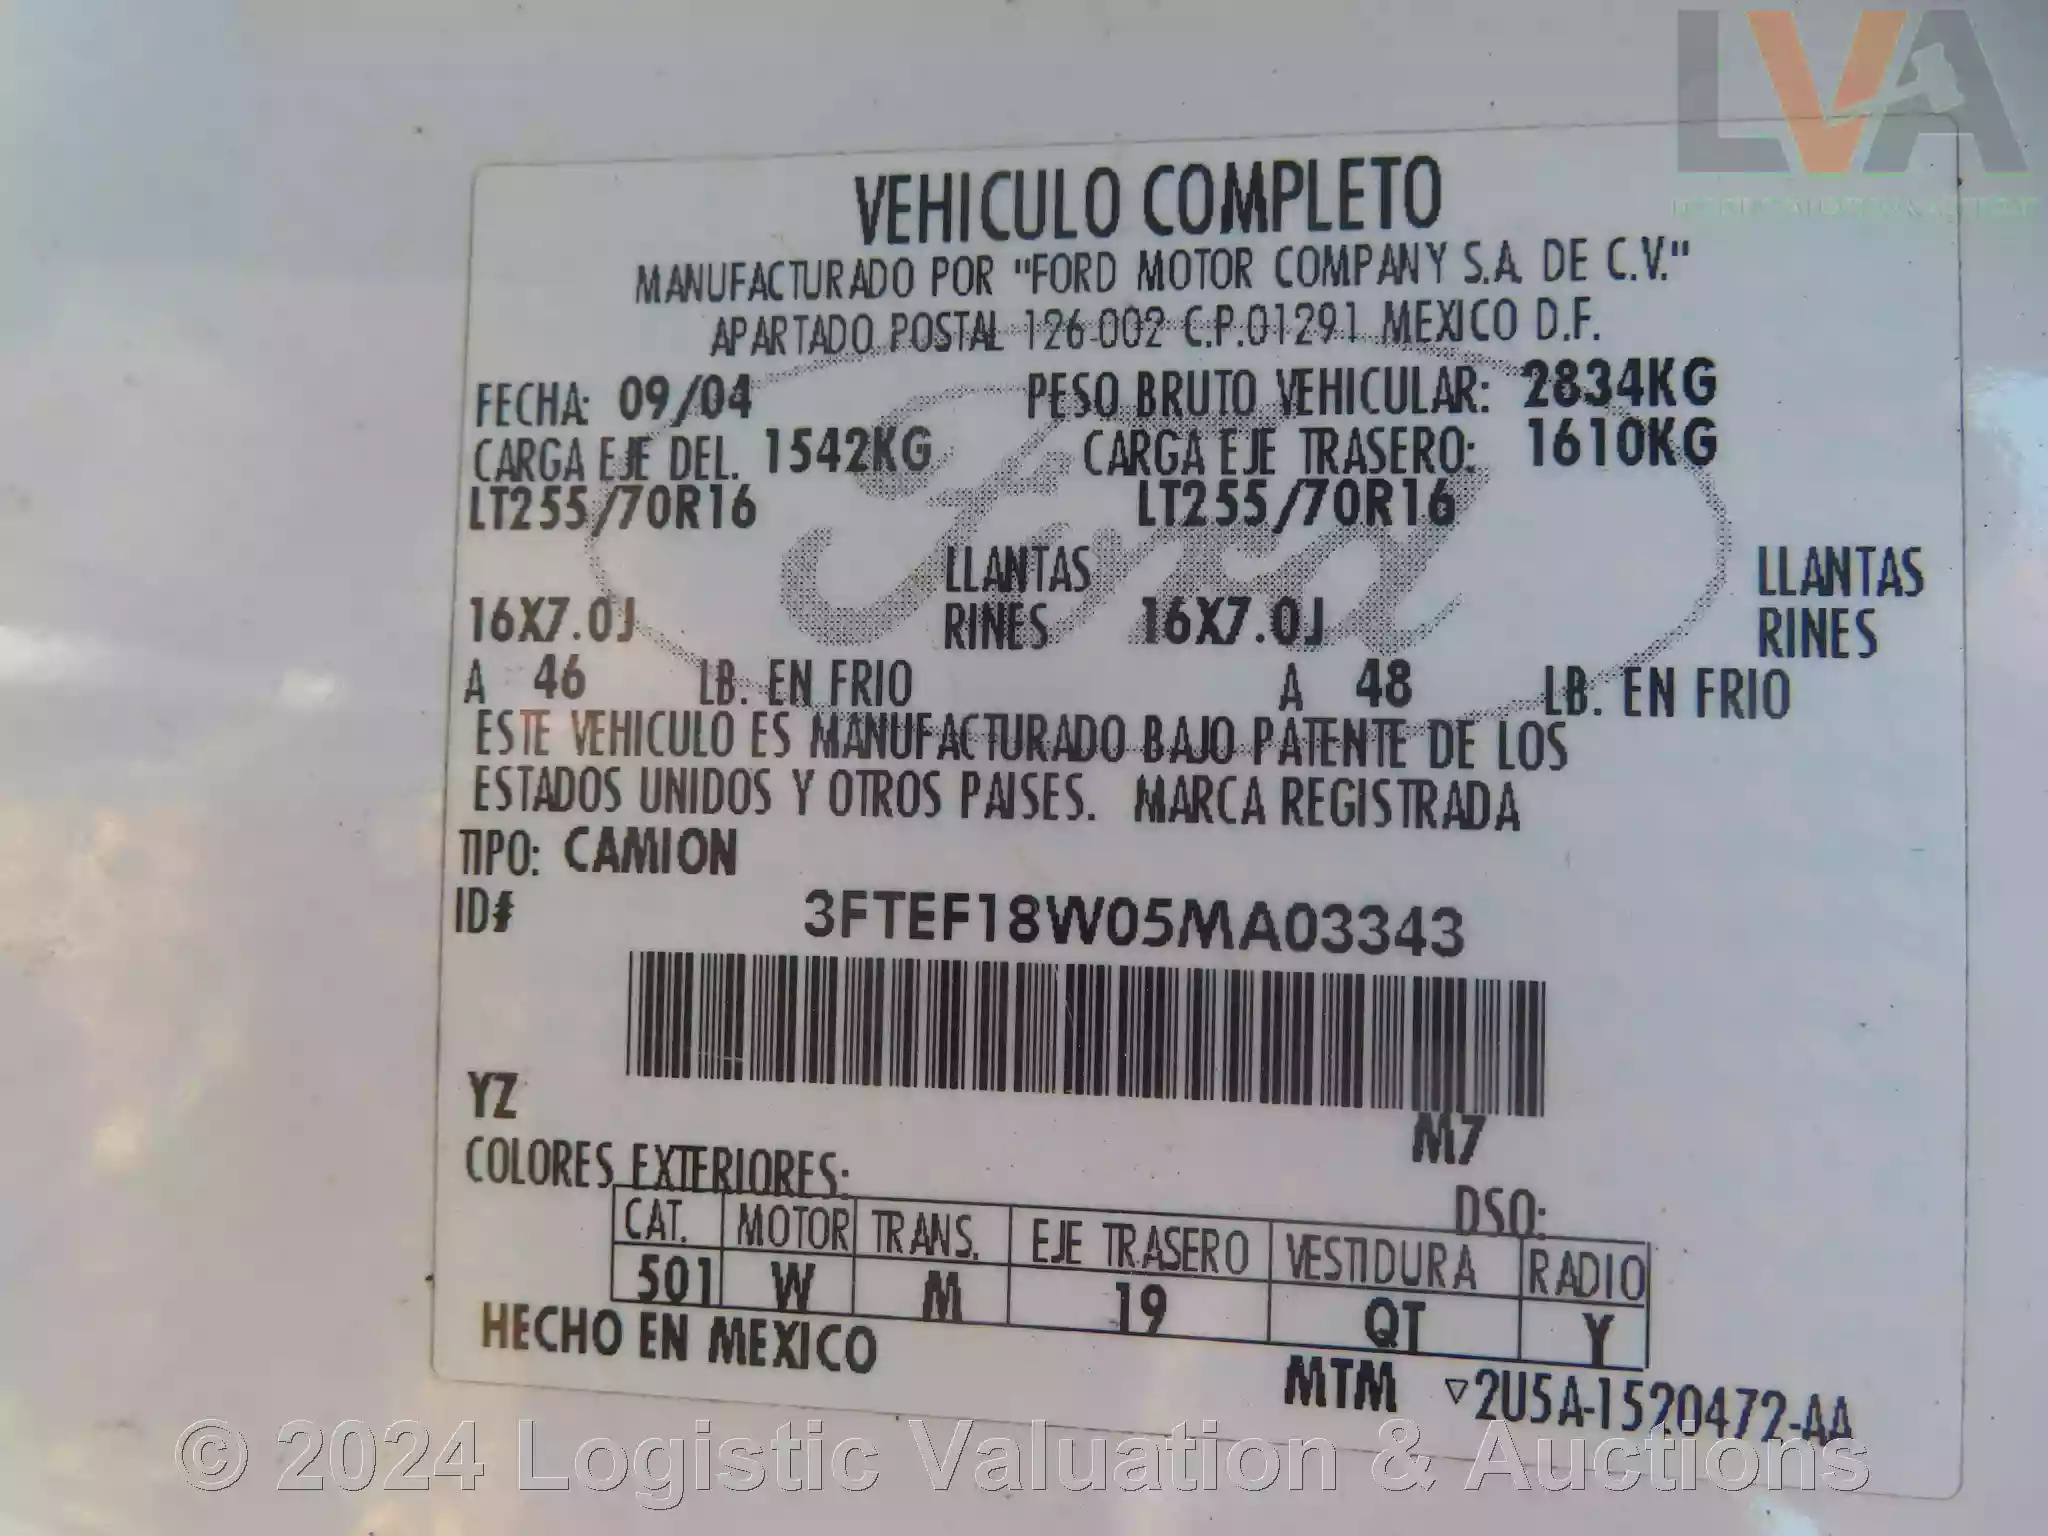 LVA
VEHICULO COMPLETO
MANUFACTURADO POR "FORD MOTOR COMPANY S.A. DE C.V."
APARTADO POSTAL 126-002 C.P.01291 MEXICO D.F.
FECHA: 09/04 PESO BRUTO VEHICULAR: 2834KG
CARGA EJE DEL. 1542KG CARGA EJE TRASERO: 1610KG
LT255/70R16 LT255/70R16
Ford
LLANTAS LLANTAS
16X7.0J RINES 16X7.0J RINES
A 46 LB. EN FRIO A 48 LB. EN FRIO
ESTE VEHICULO ES MANUFACTURADO BAJO PATENTE DE LOS
ESTADOS UNIDOS Y OTROS PAISES. MARCA REGISTRADA
TIPO: CAMION
ID# 3FTEF18W05MA03343
YZ M7
COLORES EXTERIORES: DSO:
CAT. MOTOR TRANS. EJE TRASERO VESTIDURA RADIO
501 W M 19 QT Y
HECHO EN MEXICO MTM ▽2U5A-1520472-AA
© 2024 Logistic Valuation & Auctions